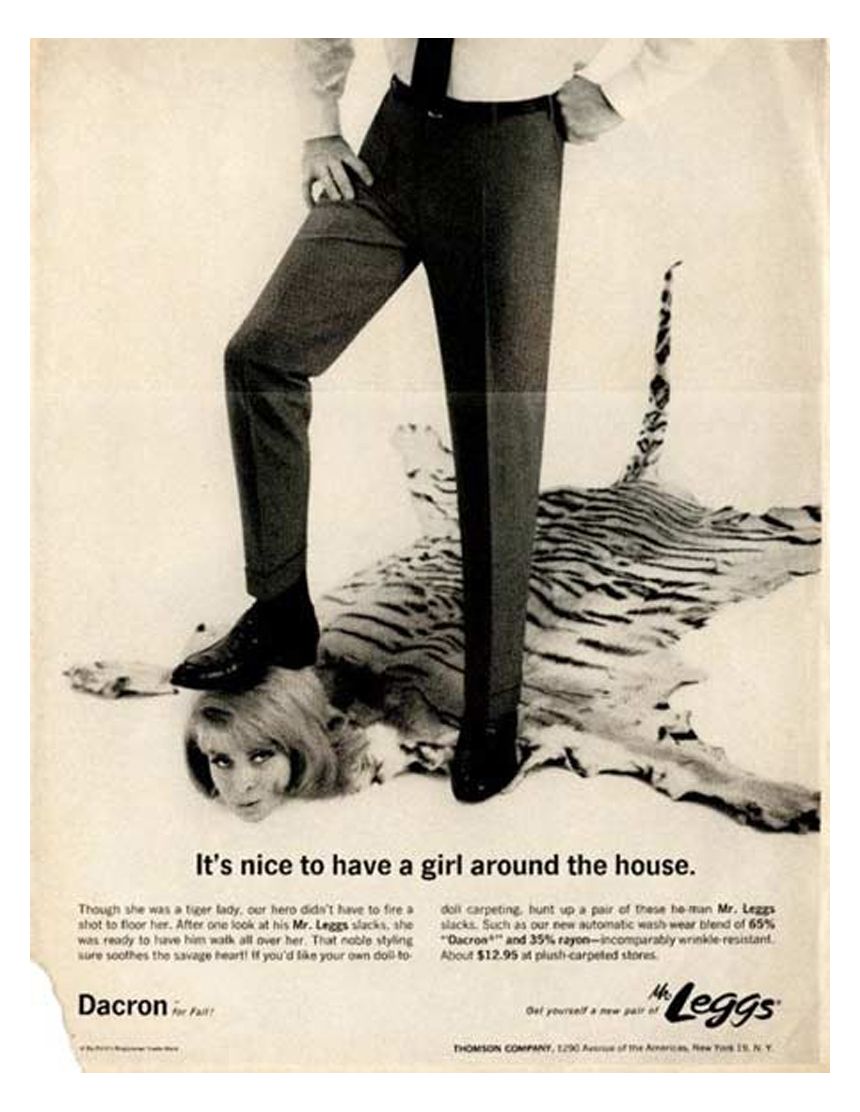 It's nice to have a girl around the house.
Though she was a tiger lady, our hero didn't have to fire a
shot to floor her. After one look at his Mr. Leggs slacks, she
was ready to have him walk all over her. That noble styling
sure soothes the savage heart! If you'd like your own doll-to-
doll carpeting, hunt up a pair of these he-man Mr. Leggs
slacks. Such as our new automatic wash-wear blend of 65%
"Dacron®" and 35% rayon—incomparably wrinkle-resistant.
About $12.95 at plush-carpeted stores.
Dacron for Fall!
Get yourself a new pair of Mr. Leggs
THOMSON COMPANY, 1290 Avenue of the Americas, New York 19, N. Y.